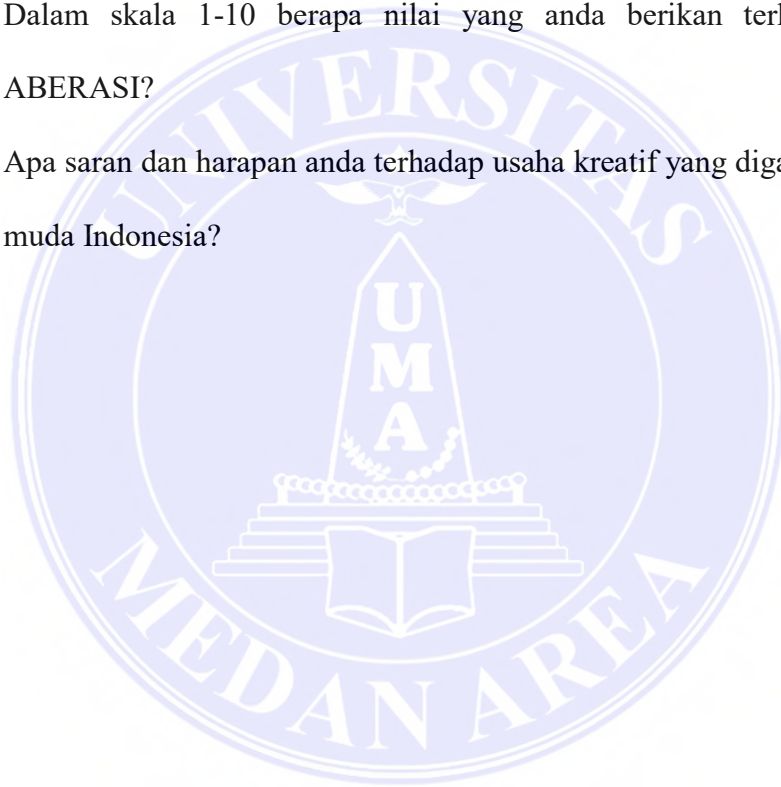 Dalam skala 1-10 berapa nilai yang anda berikan
ABERASI?
Apa saran dan harapan anda terhadap usaha kreatif yang
muda Indonesia?
UNIVERSITAS
U
M
A
MEDAN AREA